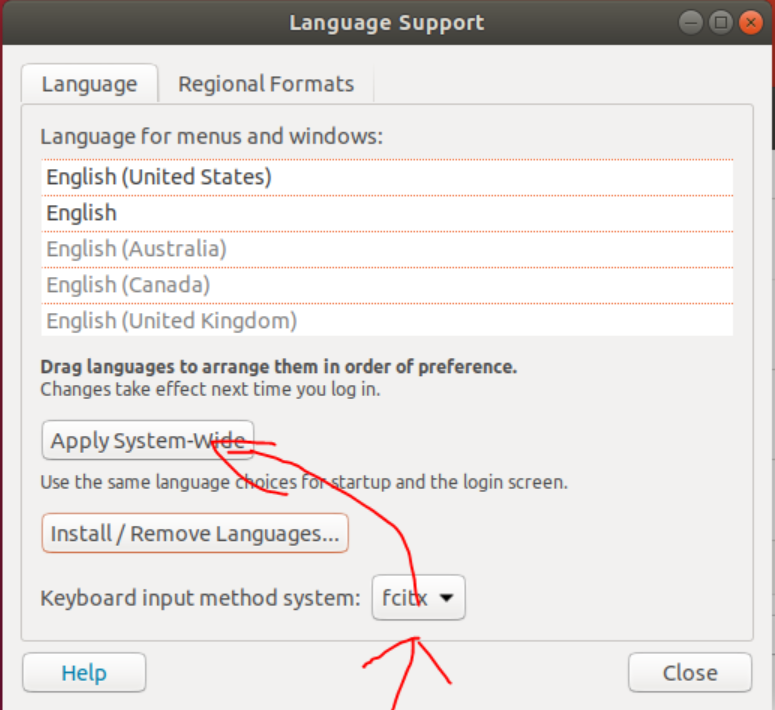 Language Support
Language
Regional Formats
Language for menus and windows:
English (United States)
English
English (Australia)
English (Canada)
English (United Kingdom)
Drag languages to arrange them in order of preference.
Changes take effect next time you log in.
Apply System-Wide
Use the same language choices for startup and the login screen.
Install / Remove Languages...
Keyboard input method system: fcitx
Help
Close